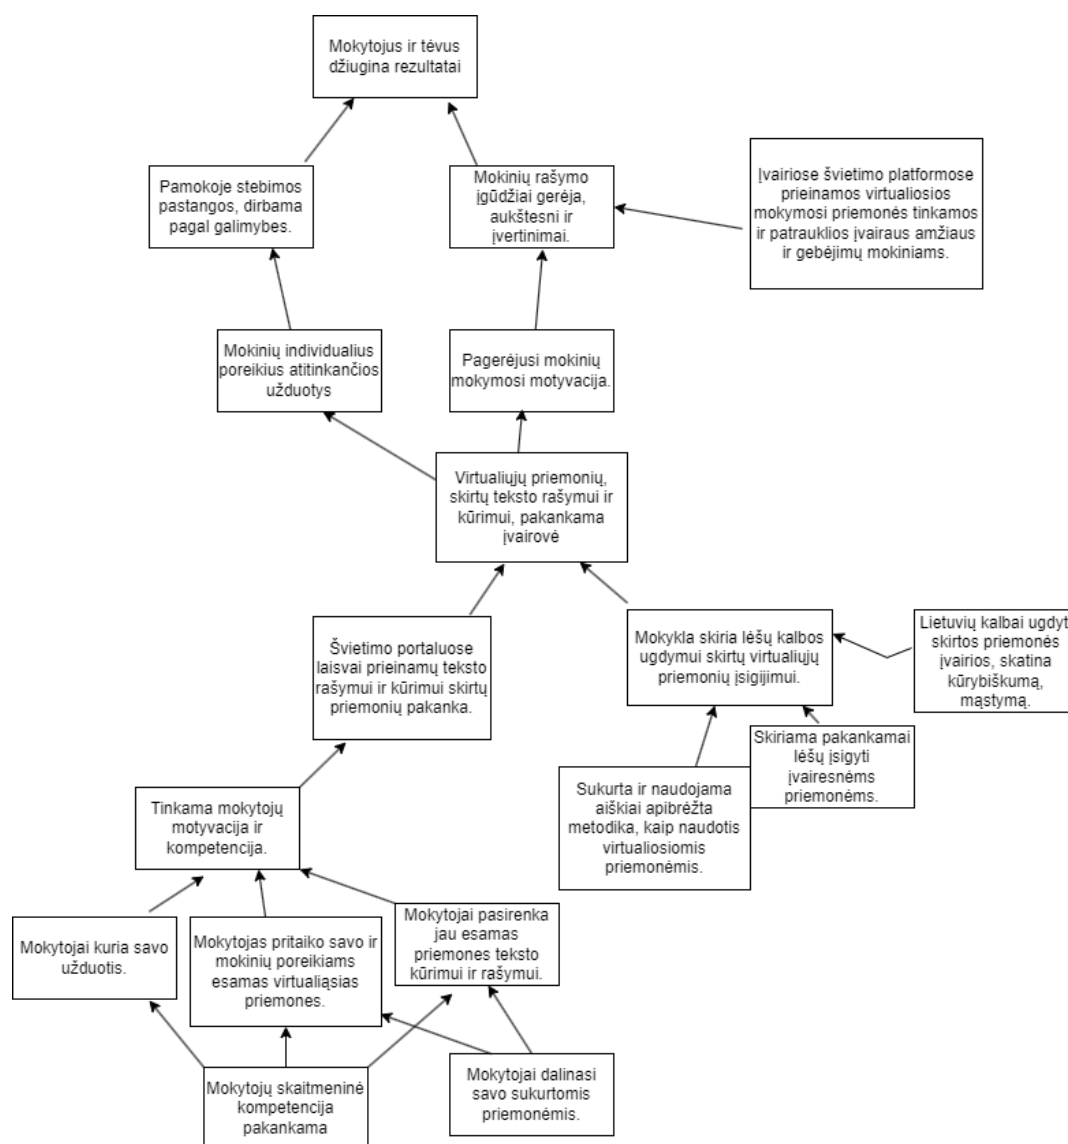 Mokytojus ir tėvus
džiugina rezultatai
Pamokoje stebimos
pastangos, dirbama
pagal galimybes.
Mokinių rašymo
įgūdžiai gerėja,
aukštesni ir
įvertinimai.
Įvairiose švietimo platformose
prieinamos virtualiosios
mokymosi priemonės tinkamos
ir patrauklios įvairaus amžiaus
ir gebėjimų mokiniams.
Mokinių individualius
poreikius atitinkančios
užduotys
Pagerėjusi mokinių
mokymosi motyvacija.
Virtualiųjų priemonių,
skirtų teksto rašymui ir
kūrimui, pakankama
įvairovė
Švietimo portaluose
laisvai prieinamų teksto
rašymui ir kūrimui skirtų
priemonių pakanka.
Mokykla skiria lėšų kalbos
ugdymui skirtų virtualiųjų
priemonių įsigijimui.
Lietuvių kalbai ugdyt
skirtos priemonės
įvairios, skatina
kūrybiškumą,
mąstymą.
Skiriama pakankamai
lėšų įsigyti
įvairesnėms
priemonėms.
Sukurta ir naudojama
aiškiai apibrėžta
metodika, kaip naudotis
virtualiosiomis
priemonėmis.
Tinkama mokytojų
motyvacija ir
kompetencija.
Mokytojai kuria savo
užduotis.
Mokytojas pritaiko savo ir
mokinių poreikiams
esamas virtualiąsias
priemones.
Mokytojai pasirenka
jau esamas
priemones teksto
kūrimui ir rašymui.
Mokytojų skaitmeninė
kompetencija
pakankama
Mokytojai dalinasi
savo sukurtomis
priemonėmis.